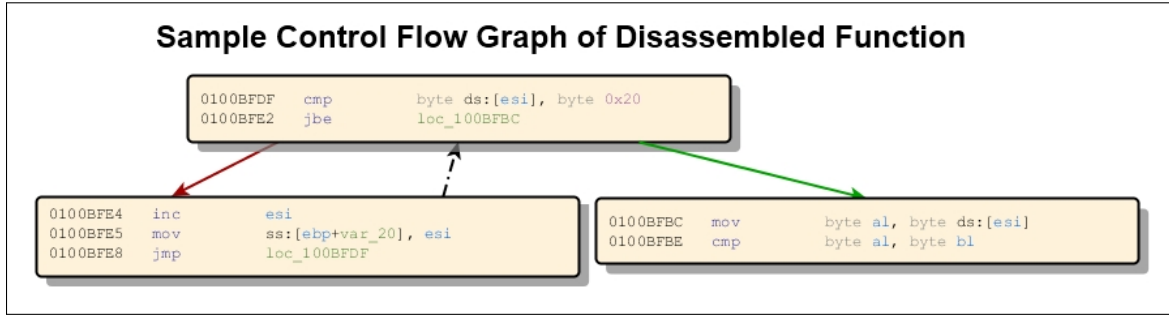 Sample Control Flow Graph of Disassembled Function
0100BFDF cmp byte ds:[esi], byte 0x20
0100BFE2 jbe loc_100BFBC
0100BFE4 inc esi
0100BFE5 mov ss:[ebp+var_20], esi
0100BFE8 jmp loc_100BFDF
0100BFBC mov byte al, byte ds:[esi]
0100BFBE cmp byte al, byte bl